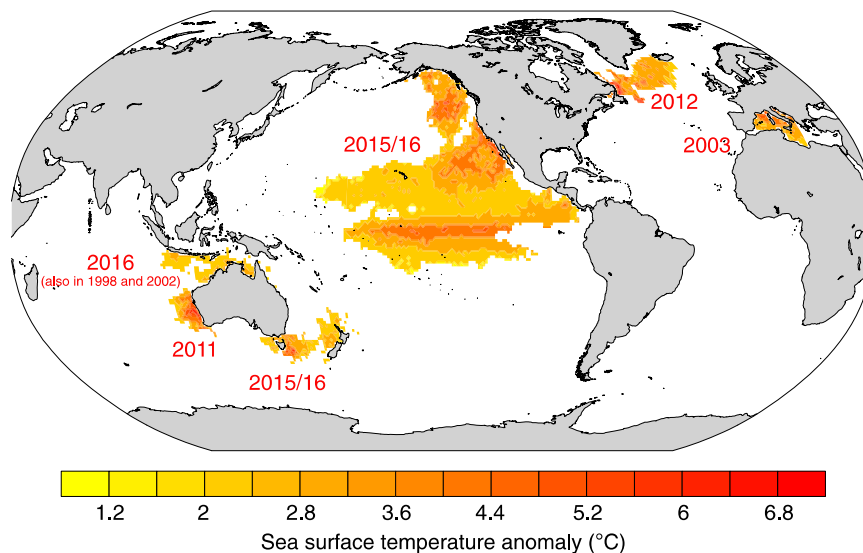 2012
2003
2015/16
2016
(also in 1998 and 2002)
2011
2015/16
1.2 2 2.8 3.6 4.4 5.2 6 6.8
Sea surface temperature anomaly (°C)